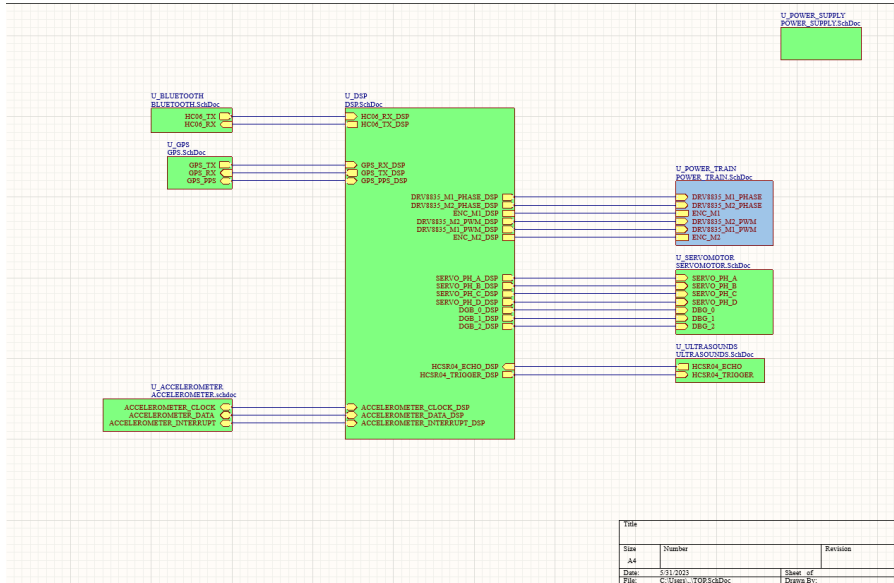 U_POWER_SUPPLY
POWER_SUPPLY.SchDoc
U_BLUETOOTH
BLUETOOTH.SchDoc
HC06_TX
HC06_RX
U_GPS
GPS.SchDoc
GPS_TX
GPS_RX
GPS_PPS
U_DSP
DSP.SchDoc
HC06_RX_DSP
HC06_TX_DSP
GPS_RX_DSP
GPS_TX_DSP
GPS_PPS_DSP
DRV8835_M1_PHASE_DSP
DRV8835_M2_PHASE_DSP
ENC_M1_DSP
DRV8835_M2_PWM_DSP
DRV8835_M1_PWM_DSP
ENC_M2_DSP
SERVO_PH_A_DSP
SERVO_PH_B_DSP
SERVO_PH_C_DSP
SERVO_PH_D_DSP
DGB_0_DSP
DGB_1_DSP
DGB_2_DSP
HCSR04_ECHO_DSP
HCSR04_TRIGGER_DSP
ACCELEROMETER_CLOCK_DSP
ACCELEROMETER_DATA_DSP
ACCELEROMETER_INTERRUPT_DSP
U_POWER_TRAIN
POWER_TRAIN.SchDoc
DRV8835_M1_PHASE
DRV8835_M2_PHASE
ENC_M1
DRV8835_M2_PWM
DRV8835_M1_PWM
ENC_M2
U_SERVOMOTOR
SERVOMOTOR.SchDoc
SERVO_PH_A
SERVO_PH_B
SERVO_PH_C
SERVO_PH_D
DBG_0
DBG_1
DBG_2
U_ULTRASOUNDS
ULTRASOUNDS.SchDoc
HCSR04_ECHO
HCSR04_TRIGGER
U_ACCELEROMETER
ACCELEROMETER.schdoc
ACCELEROMETER_CLOCK
ACCELEROMETER_DATA
ACCELEROMETER_INTERRUPT
Title
Size Number Revision
A4
Date: 5/31/2023 Sheet of
File: C:\Users\..\TOP.SchDoc Drawn By: